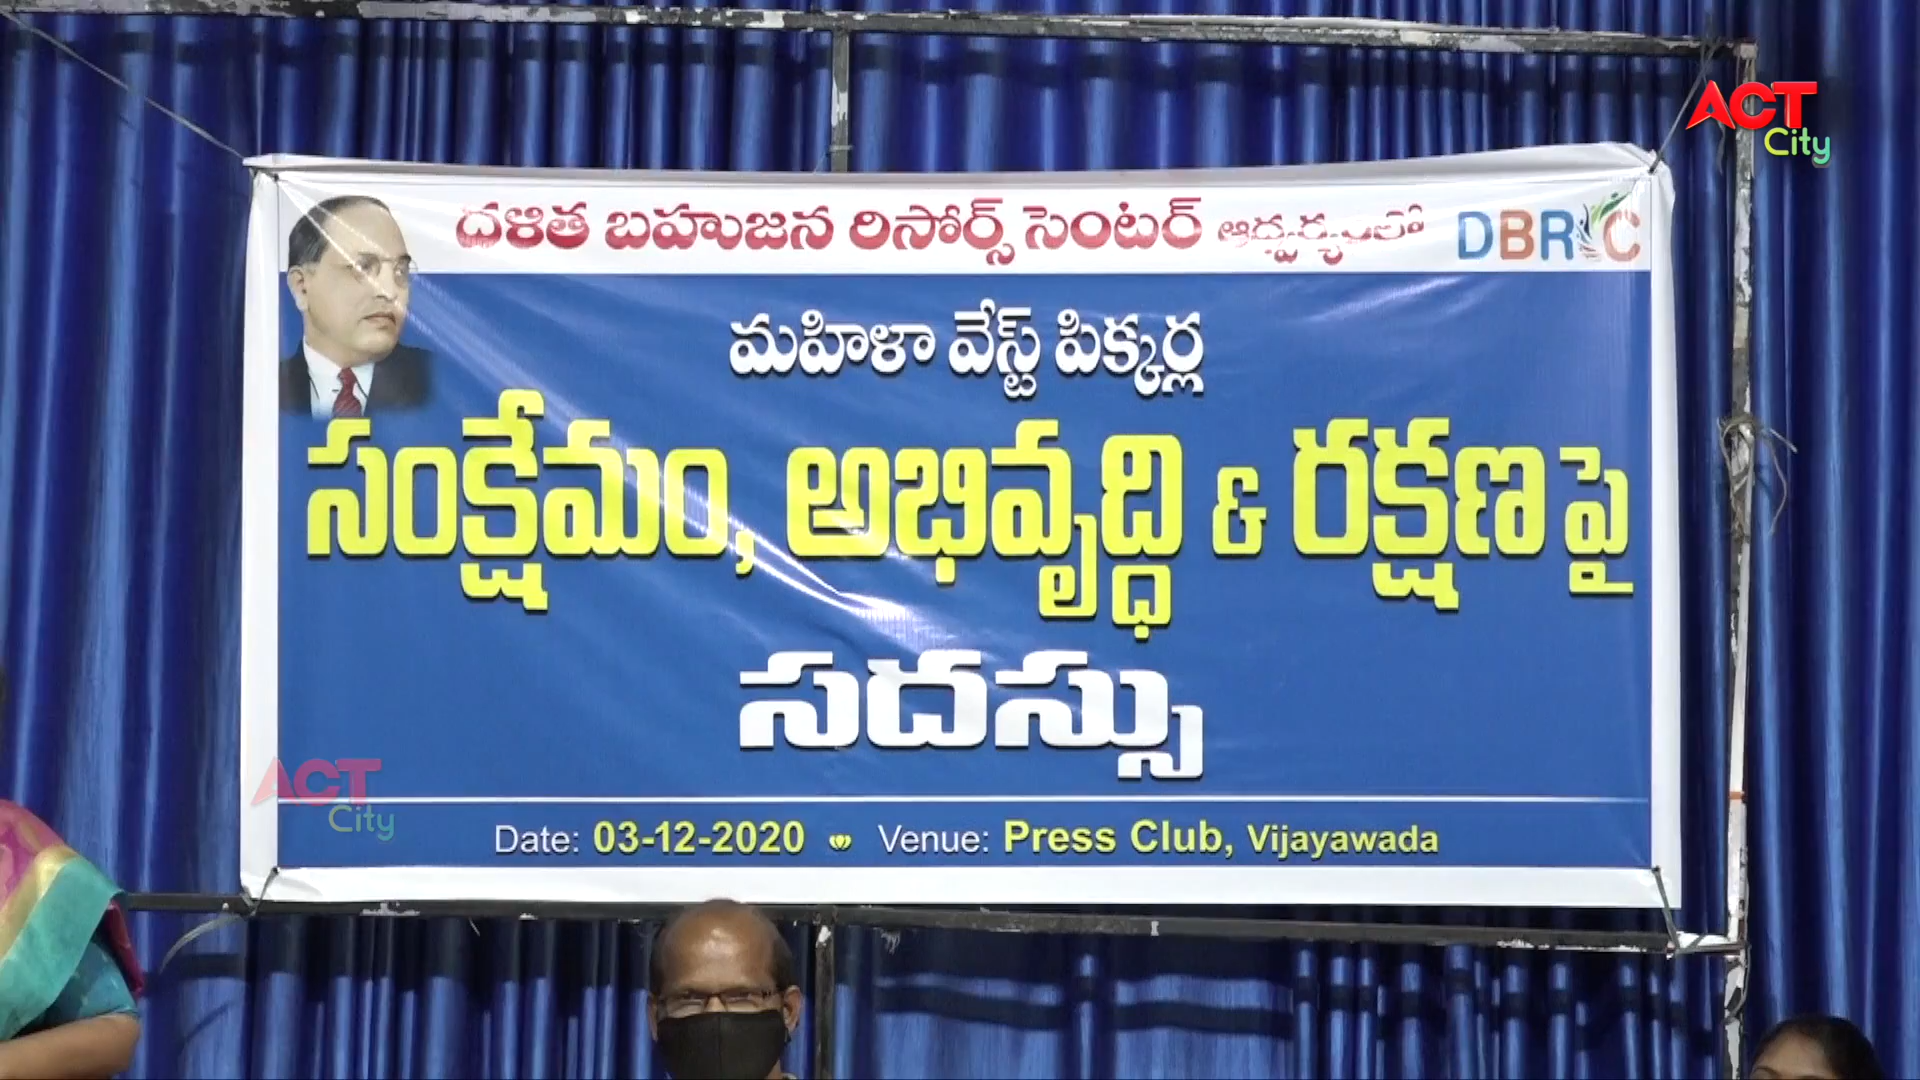 ACT
City
దళిత బహుజన రిసోర్స్ సెంటర్ ఆధ్వర్యంలో DBRC
మహిళా వేస్ట్ పిక్కర్ల
సంక్షేమం, అభివృద్ధి & రక్షణ పై
సదస్సు
ACT
City
Date: 03-12-2020 Venue: Press Club, Vijayawada